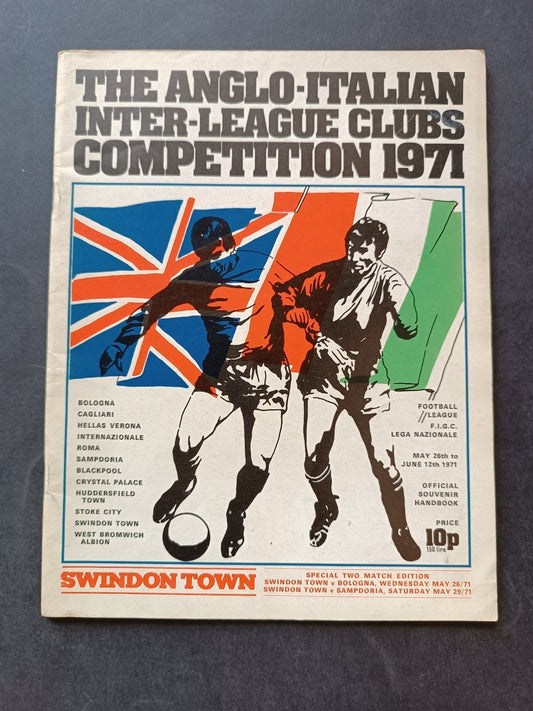 THE ANGLO-ITALIAN
INTER-LEAGUE CLUBS
COMPETITION 1971
BOLOGNA
CAGLIARI
HELLAS VERONA
INTERNAZIONALE
ROMA
SAMPDORIA
BLACKPOOL
CRYSTAL PALACE
HUDDERSFIELD
TOWN
STOKE CITY
SWINDON TOWN
WEST BROMWICH
ALBION
FOOTBALL
LEAGUE
F.I.G.C.
LEGA NAZIONALE
MAY 26th to
JUNE 12th 1971
OFFICIAL
SOUVENIR
HANDBOOK
PRICE
10p
150 lire
SWINDON TOWN
SPECIAL TWO MATCH EDITION
SWINDON TOWN v BOLOGNA, WEDNESDAY MAY 26/71
SWINDON TOWN v SAMPDORIA, SATURDAY MAY 29/71